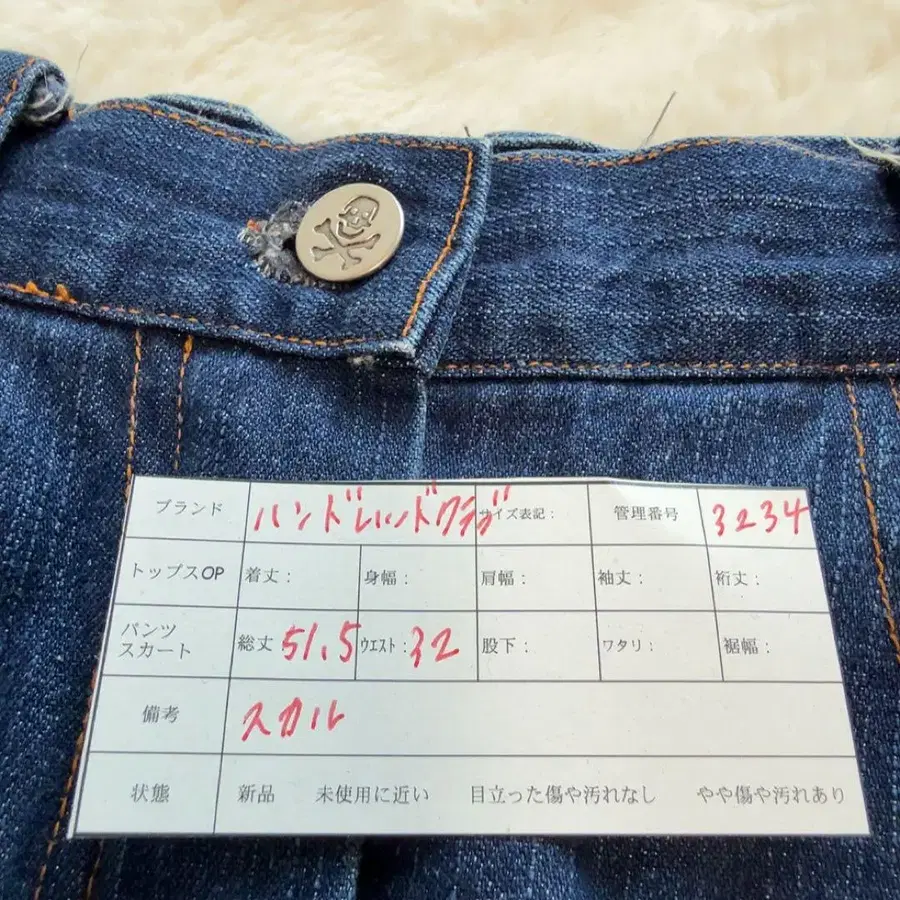 ブランド ハンドレッドクデ サイズ表記: 管理番号 3234
トップスOP 着丈: 身幅: 肩幅: 袖丈: 裄丈:
パンツ
スカート 総丈: 51.5 ウエスト: 32 股下: ワタリ: 裾幅:
備考 スカル
状態 新品 未使用に近い 目立った傷や汚れなし やや傷や汚れあり